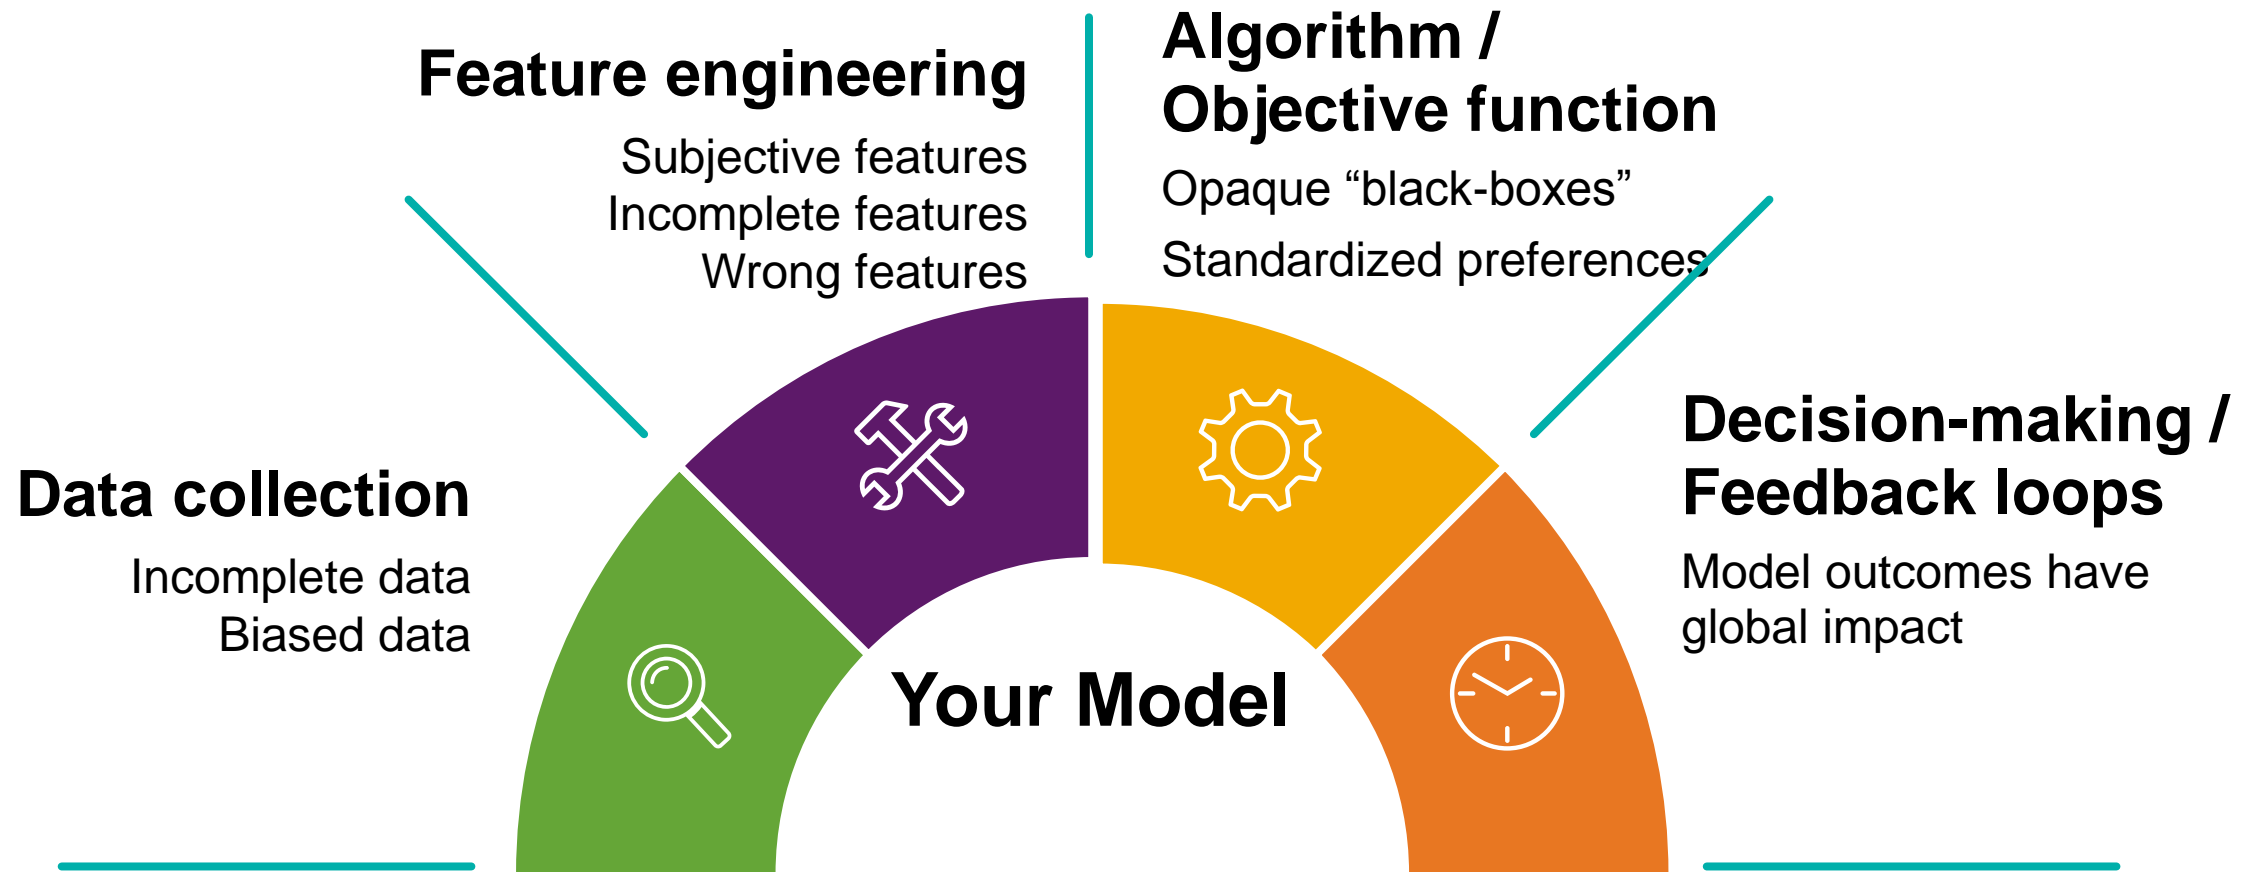 Feature engineering
Subjective features
Incomplete features
Wrong features
Algorithm /
Objective function
Opaque “black-boxes”
Standardized preferences
Data collection
Incomplete data
Biased data
Decision-making /
Feedback loops
Model outcomes have
global impact
Your Model